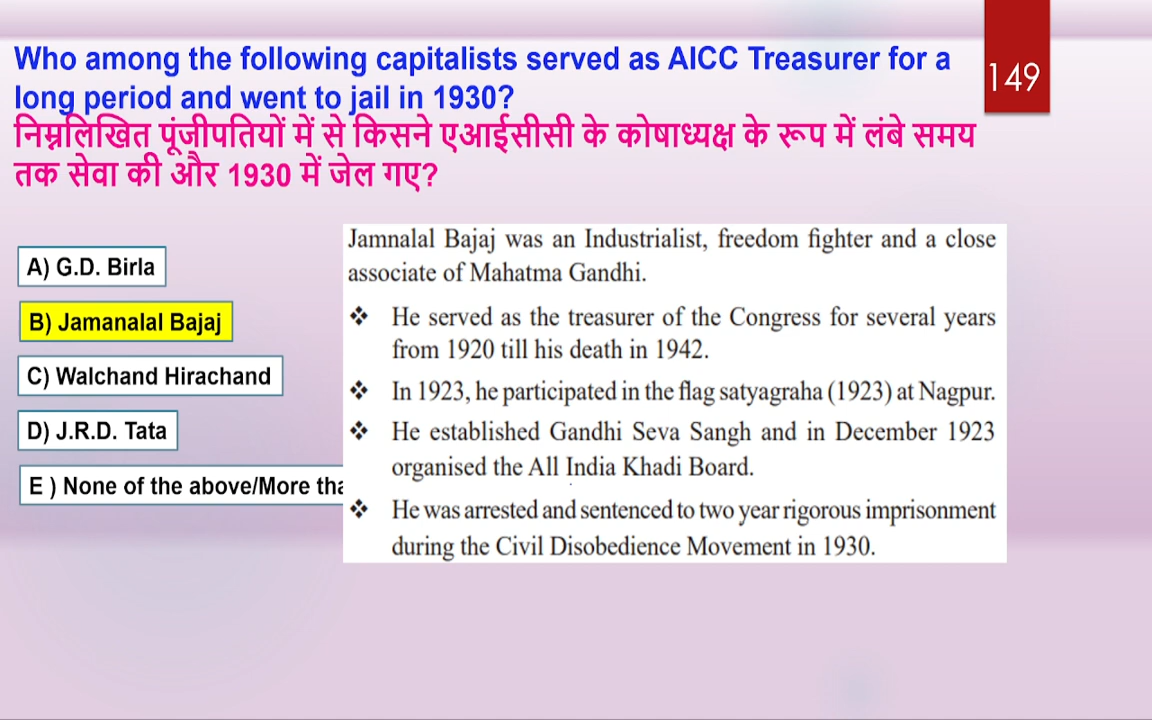 Who among the following capitalists served as AICC Treasurer for a
long period and went to jail in 1930?
149
निम्नलिखित पूंजीपतियों में से किसने एआईसीसी के कोषाध्यक्ष के रूप में लंबे समय
तक सेवा की और 1930 में जेल गए?
A) G.D. Birla
B) Jamanalal Bajaj
C) Walchand Hirachand
D) J.R.D. Tata
E ) None of the above/More
Jamnalal Bajaj was an Industrialist, freedom fighter and a close
associate of Mahatma Gandhi.
❖ He served as the treasurer of the Congress for several years
from 1920 till his death in 1942.
❖ In 1923, he participated in the flag satyagraha (1923) at Nagpur.
❖ He established Gandhi Seva Sangh and in December 1923
organised the All India Khadi Board.
❖ He was arrested and sentenced to two year rigorous imprisonment
during the Civil Disobedience Movement in 1930.